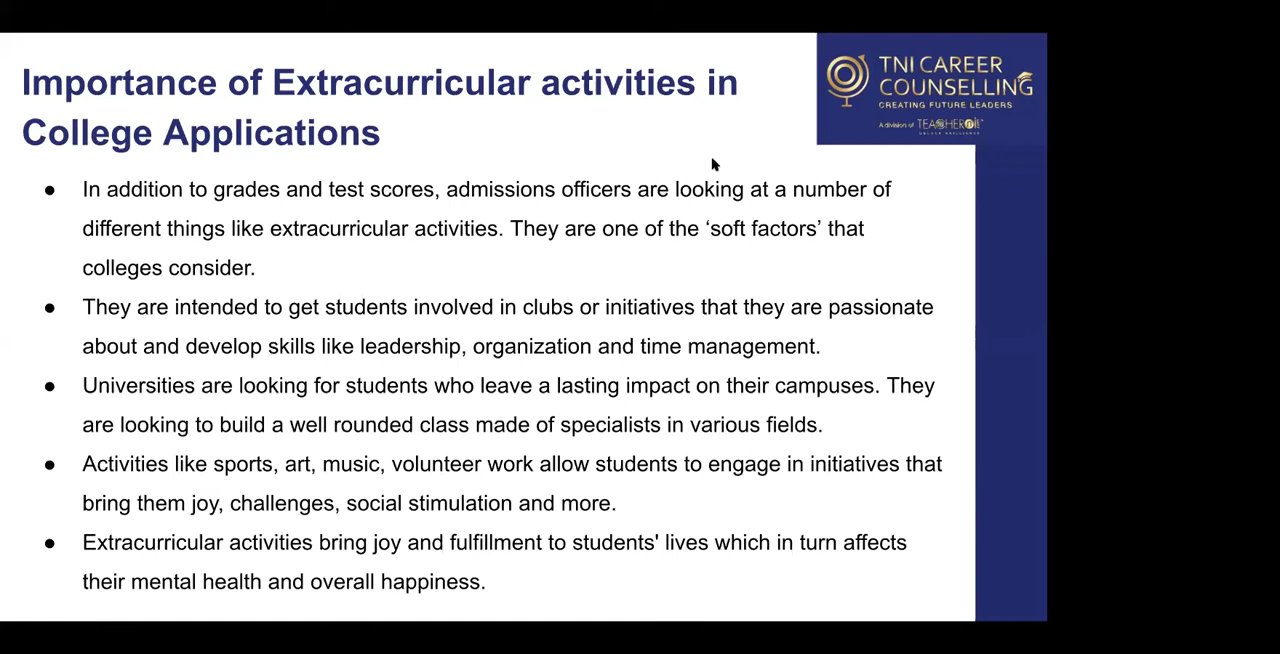 Importance of Extracurricular activities in
College Applications
TNI CAREER
COUNSELLING
CREATING FUTURE LEADERS
A division of TEACHERNI
● In addition to grades and test scores, admissions officers are looking at a number of
different things like extracurricular activities. They are one of the ‘soft factors’ that
colleges consider.
● They are intended to get students involved in clubs or initiatives that they are passionate
about and develop skills like leadership, organization and time management.
● Universities are looking for students who leave a lasting impact on their campuses. They
are looking to build a well rounded class made of specialists in various fields.
● Activities like sports, art, music, volunteer work allow students to engage in initiatives that
bring them joy, challenges, social stimulation and more.
● Extracurricular activities bring joy and fulfillment to students' lives which in turn affects
their mental health and overall happiness.